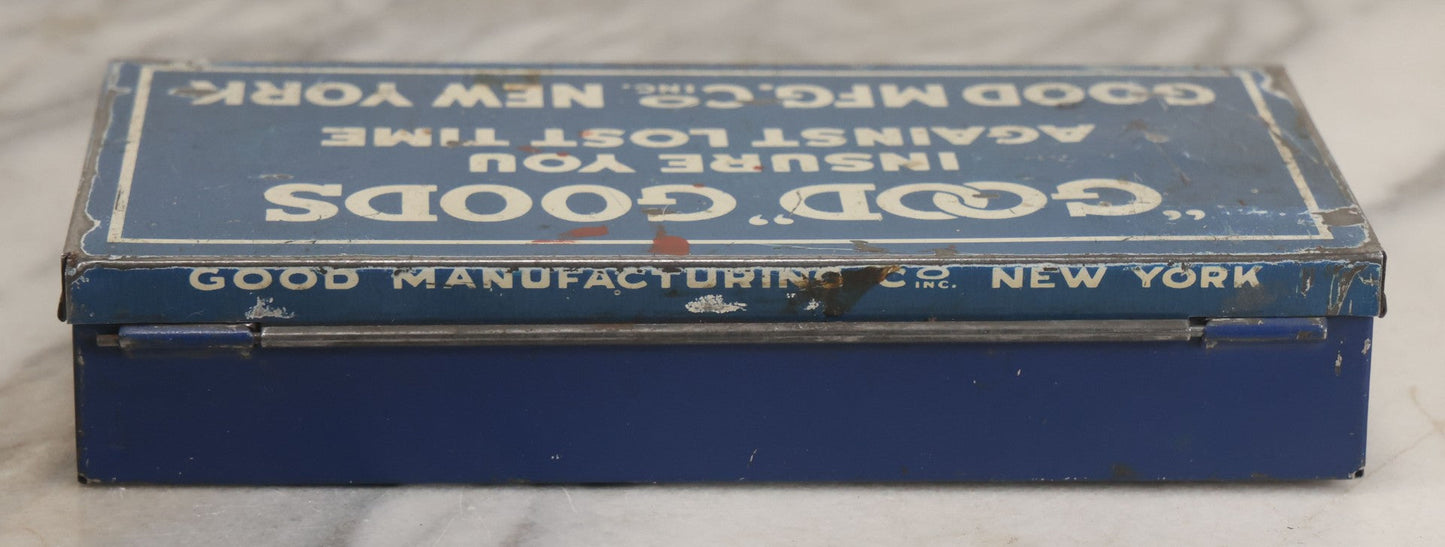 "GOOD" GOODS
INSURE YOU
AGAINST LOST TIME
GOOD MFG. CO. INC. NEW YORK
GOOD MANUFACTURING CO INC. NEW YORK